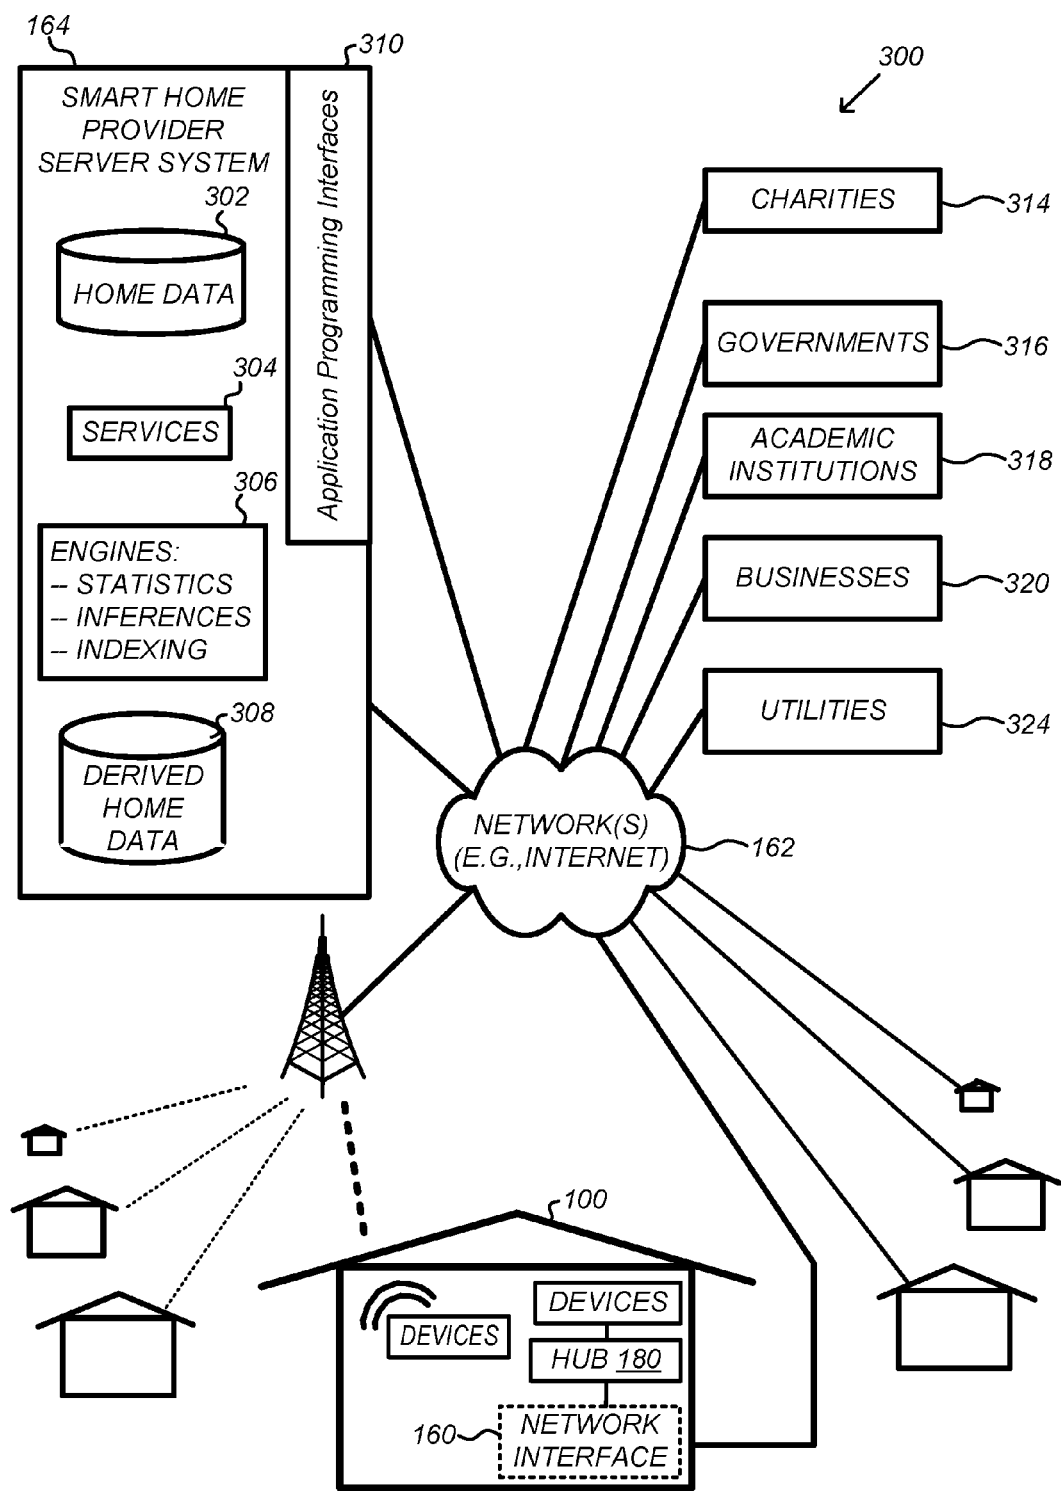 164
310
300
SMART HOME
PROVIDER
SERVER SYSTEM
Application Programming Interfaces
302
HOME DATA
304
SERVICES
306
ENGINES:
-- STATISTICS
-- INFERENCES
-- INDEXING
308
DERIVED
HOME
DATA
CHARITIES
314
GOVERNMENTS
316
ACADEMIC
INSTITUTIONS
318
BUSINESSES
320
UTILITIES
324
NETWORK(S)
(E.G.,INTERNET)
162
100
DEVICES
DEVICES
HUB 180
160
NETWORK
INTERFACE